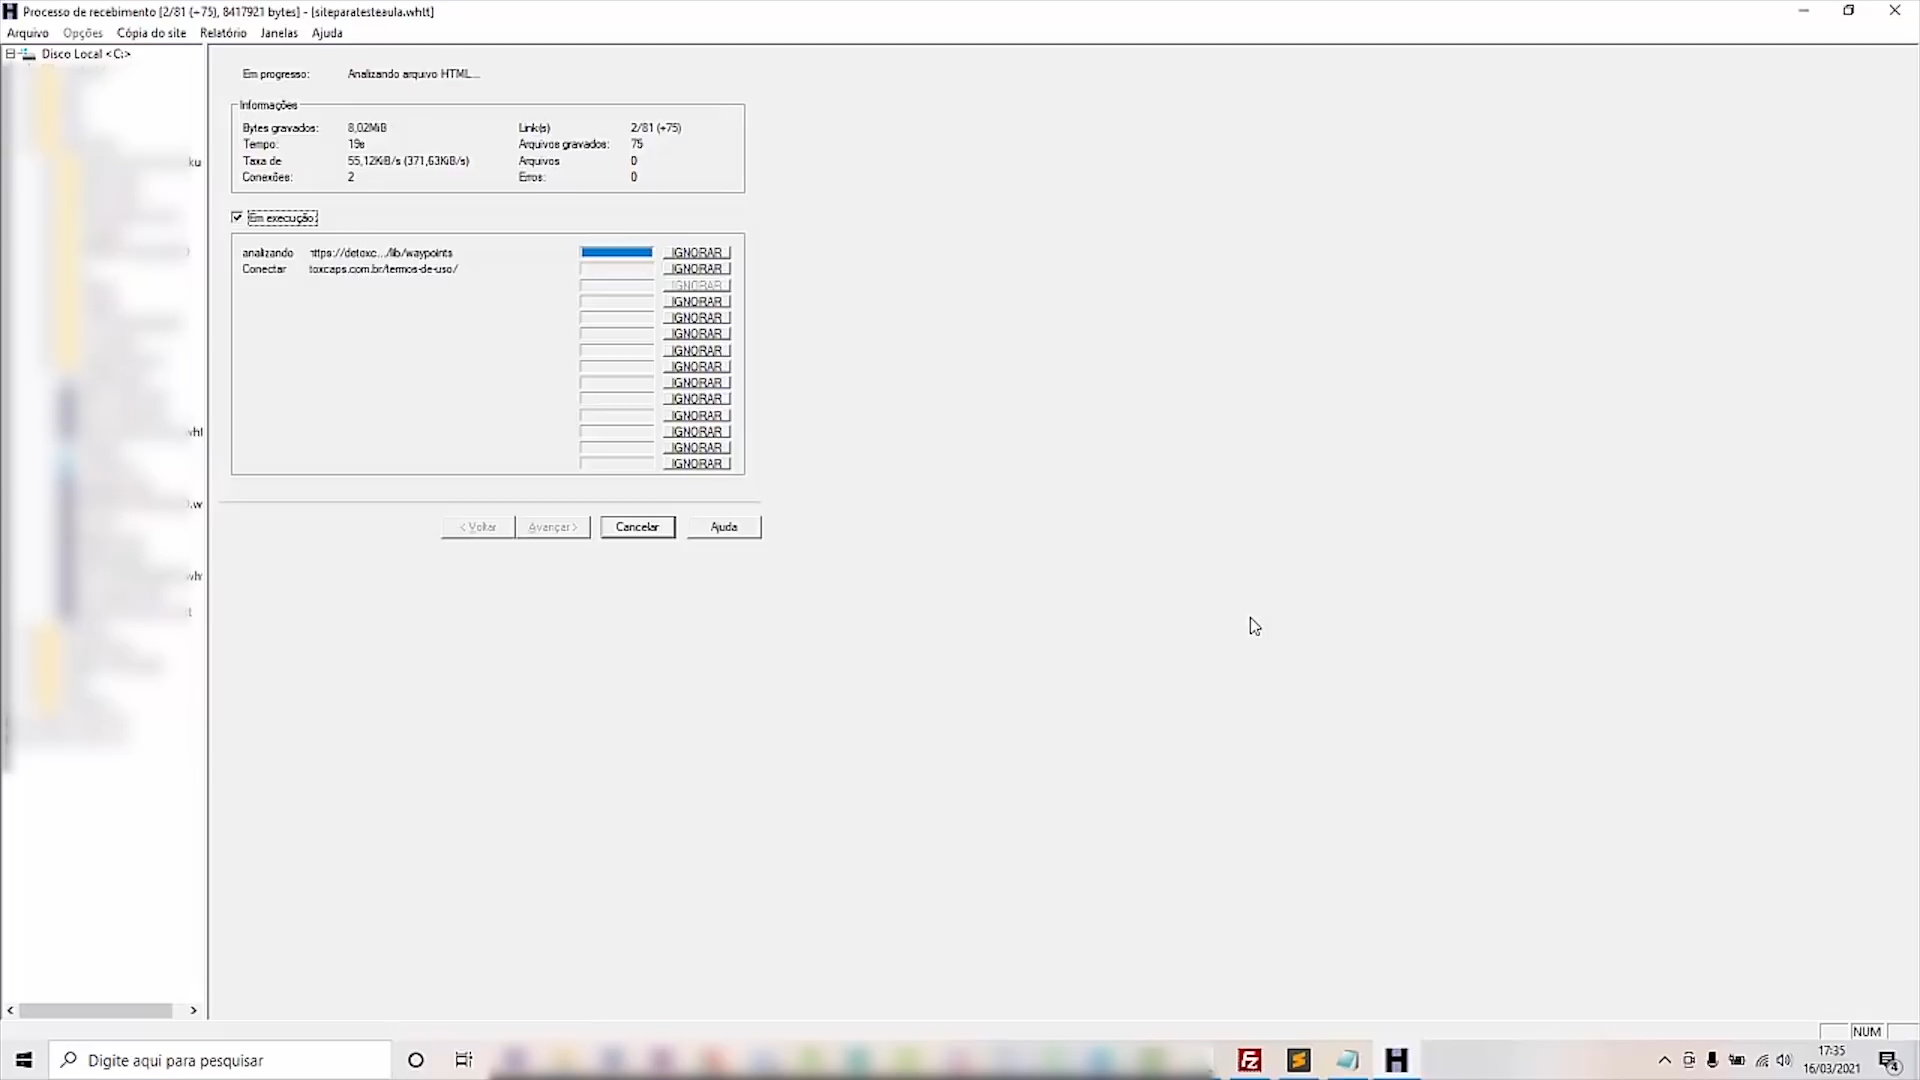 Processo de recebimento [2/81 (+75), 8417921 bytes] - [siteparatesteaula.whtt]
Arquivo Opções Cópia do site Relatório Janelas Ajuda
Disco Local <C:>
Em progresso: Analizando arquivo HTML...
Informações
Bytes gravados: 8,02MiB Link(s) 2/81 (+75)
Tempo: 19s Arquivos gravados: 75
Taxa de 55,12KiB/s (371,63KiB/s) Arquivos 0
Conexões: 2 Erros: 0
Em execução:
analizando https://detoxc.../lib/waypoints IGNORAR
Conectar toxcaps.com.br/termos-de-uso/ IGNORAR
IGNORAR
IGNORAR
IGNORAR
IGNORAR
IGNORAR
IGNORAR
IGNORAR
IGNORAR
IGNORAR
IGNORAR
IGNORAR
IGNORAR
< Voltar Avançar > Cancelar Ajuda
NUM
Digite aqui para pesquisar
17:35
16/03/2021
4